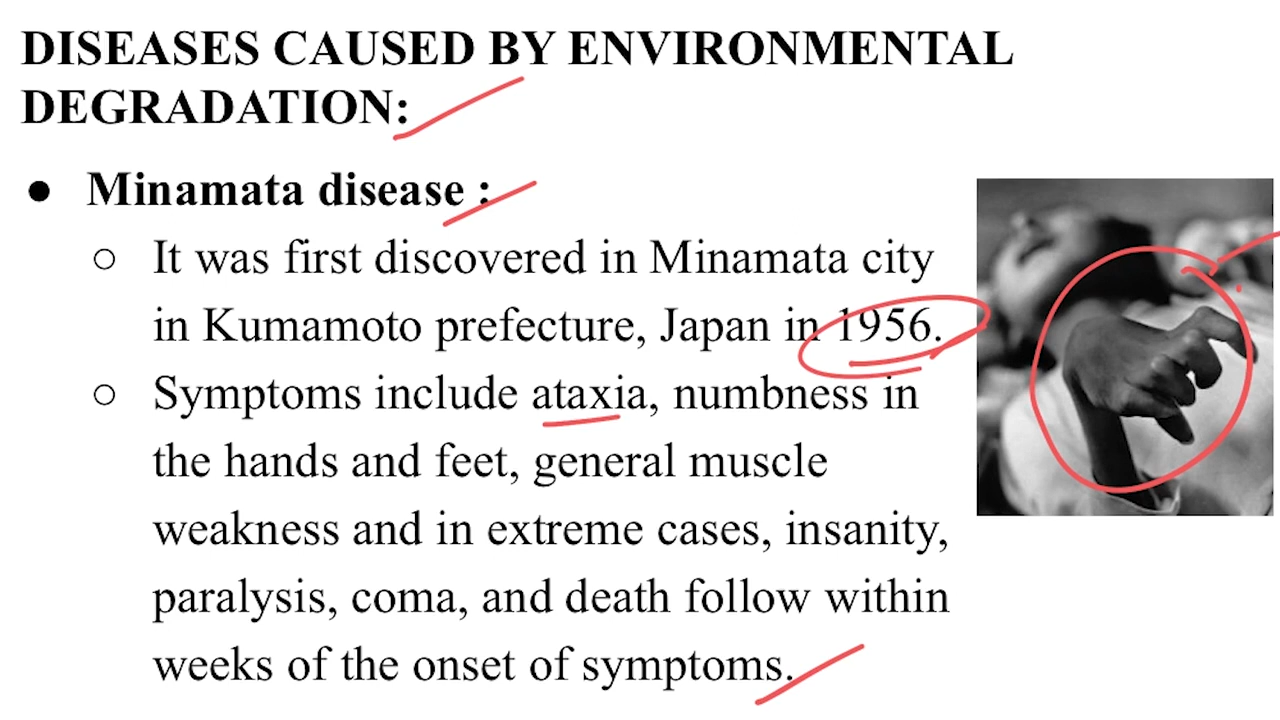 DISEASES CAUSED BY ENVIRONMENTAL
DEGRADATION:
● Minamata disease :
○ It was first discovered in Minamata city
in Kumamoto prefecture, Japan in 1956.
○ Symptoms include ataxia, numbness in
the hands and feet, general muscle
weakness and in extreme cases, insanity,
paralysis, coma, and death follow within
weeks of the onset of symptoms.